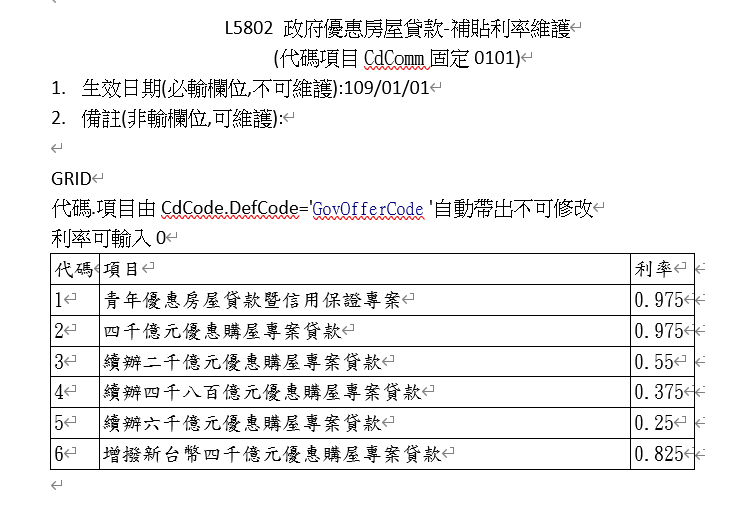 L5802 政府優惠房屋貸款-補貼利率維護
(代碼項目 CdComm 固定 0101)
1. 生效日期(必輸欄位,不可維護):109/01/01
2. 備註(非輸欄位,可維護):
GRID
代碼.項目由 CdCode.DefCode='GovOfferCode '自動帶出不可修改
利率可輸入 0
代碼 項目 利率
1 青年優惠房屋貸款暨信用保證專案 0.975
2 四千億元優惠購屋專案貸款 0.975
3 續辦二千億元優惠購屋專案貸款 0.55
4 續辦四千八百億元優惠購屋專案貸款 0.375
5 續辦六千億元優惠購屋專案貸款 0.25
6 增撥新台幣四千億元優惠購屋專案貸款 0.825